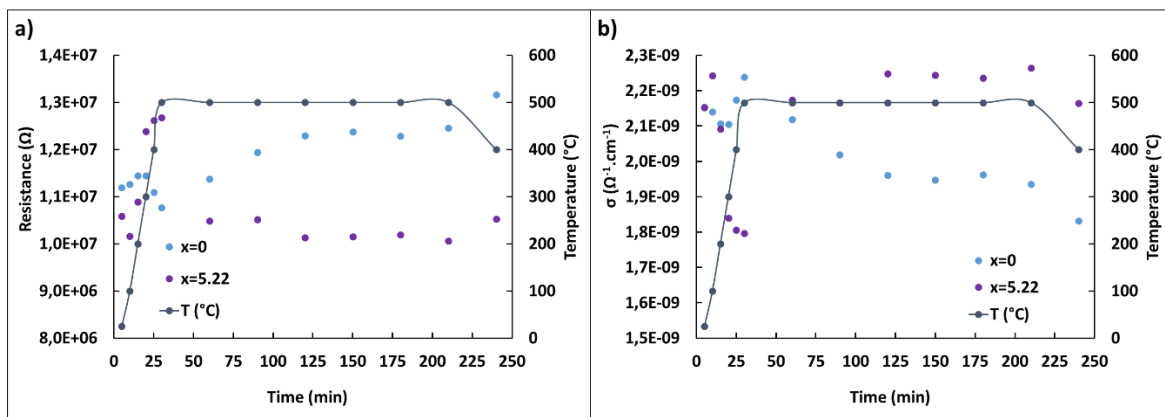 a)
1,4E+07
1,3E+07
1,2E+07
1,1E+07
1,0E+07
9,0E+06
8,0E+06
Resistance (Ω)
600
500
400
300
200
100
0
Temperature (°C)
x=0
x=5.22
T (°C)
0 25 50 75 100 125 150 175 200 225 250
Time (min)
b)
2,3E-09
2,2E-09
2,1E-09
2,0E-09
1,9E-09
1,8E-09
1,7E-09
1,6E-09
1,5E-09
σ (Ω⁻¹.cm⁻¹)
600
500
400
300
200
100
0
Temperature (°C)
x=0
x=5.22
T (°C)
0 25 50 75 100 125 150 175 200 225 250
Time (min)